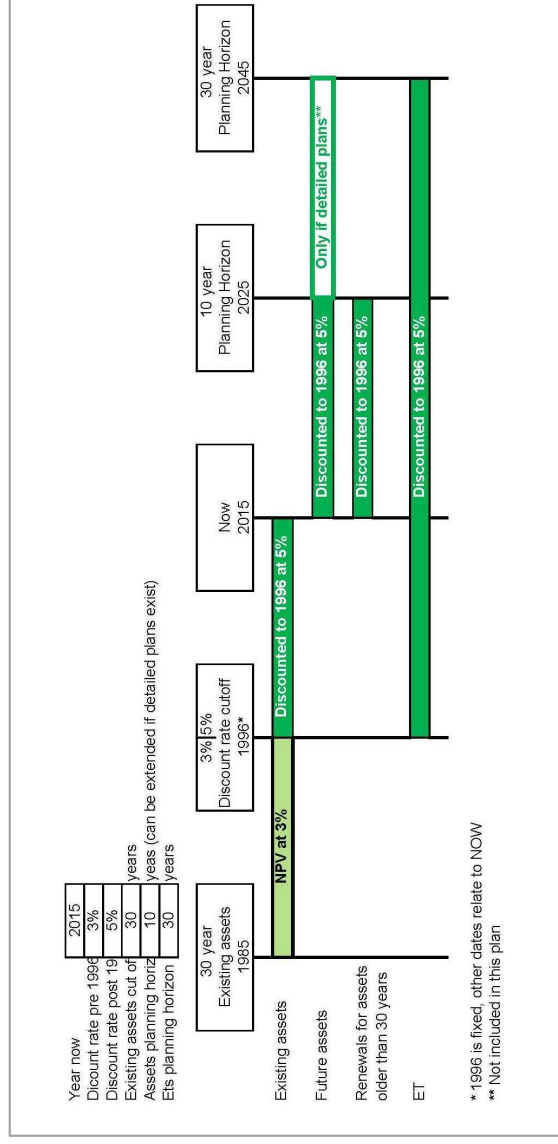 Year now 2015
Dicount rate pre 1996 3%
Discount rate post 19 5%
Existing assets cut of 30 years
Assets planning horiz 10 yeas (can be extended if detailed plans exist)
Ets planning horizon 30 years
30 year
Existing assets
1985
3% 5%
Discount rate cutoff
1996*
Now
2015
10 year
Planning Horizon
2025
30 year
Planning Horizon
2045
Existing assets
NPV at 3%
Discounted to 1996 at 5%
Future assets
Discounted to 1996 at 5%
Only if detailed plans**
Renewals for assets
older than 30 years
Discounted to 1996 at 5%
ET
Discounted to 1996 at 5%
* 1996 is fixed, other dates relate to NOW
** Not included in this plan